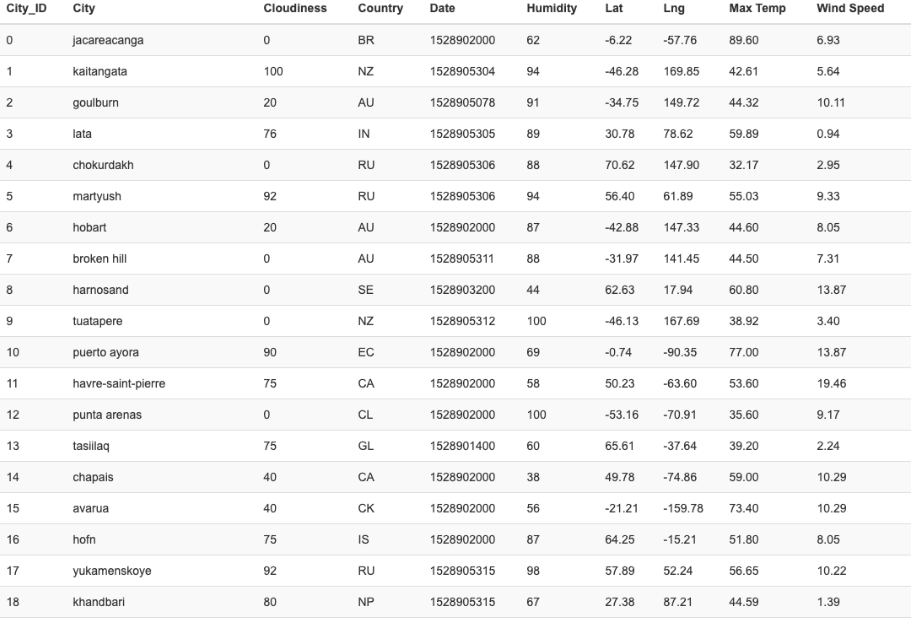 City_ID City Cloudiness Country Date Humidity Lat Lng Max Temp Wind Speed
0 jacareacanga 0 BR 1528902000 62 -6.22 -57.76 89.60 6.93
1 kaitangata 100 NZ 1528905304 94 -46.28 169.85 42.61 5.64
2 goulburn 20 AU 1528905078 91 -34.75 149.72 44.32 10.11
3 lata 76 IN 1528905305 89 30.78 78.62 59.89 0.94
4 chokurdakh 0 RU 1528905306 88 70.62 147.90 32.17 2.95
5 martyush 92 RU 1528905306 94 56.40 61.89 55.03 9.33
6 hobart 20 AU 1528902000 87 -42.88 147.33 44.60 8.05
7 broken hill 0 AU 1528905311 88 -31.97 141.45 44.50 7.31
8 harnosand 0 SE 1528903200 44 62.63 17.94 60.80 13.87
9 tuatapere 0 NZ 1528905312 100 -46.13 167.69 38.92 3.40
10 puerto ayora 90 EC 1528902000 69 -0.74 -90.35 77.00 13.87
11 havre-saint-pierre 75 CA 1528902000 58 50.23 -63.60 53.60 19.46
12 punta arenas 0 CL 1528902000 100 -53.16 -70.91 35.60 9.17
13 tasiilaq 75 GL 1528901400 60 65.61 -37.64 39.20 2.24
14 chapais 40 CA 1528902000 38 49.78 -74.86 59.00 10.29
15 avarua 40 CK 1528902000 56 -21.21 -159.78 73.40 10.29
16 hofn 75 IS 1528902000 87 64.25 -15.21 51.80 8.05
17 yukamenskoye 92 RU 1528905315 98 57.89 52.24 56.65 10.22
18 khandbari 80 NP 1528905315 67 27.38 87.21 44.59 1.39